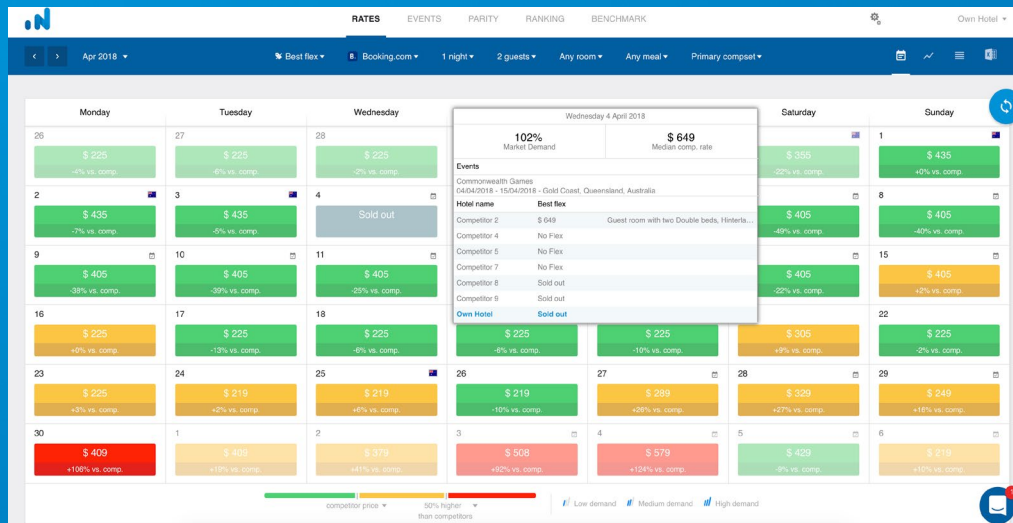 RATES EVENTS PARITY RANKING BENCHMARK Own Hotel
Apr 2018 Best flex B. Booking.com 1 night 2 guests Any room Any meal Primary compset
Monday Tuesday Wednesday Saturday Sunday
Wednesday 4 April 2018
102% $ 649
Market Demand Median comp. rate
Events
Commonwealth Games
04/04/2018 - 15/04/2018 - Gold Coast, Queensland, Australia
Hotel name Best flex
Competitor 2 $ 649 Guest room with two Double beds, Hinterla...
Competitor 4 No Flex
Competitor 5 No Flex
Competitor 7 No Flex
Competitor 8 Sold out
Competitor 9 Sold out
Own Hotel Sold out
26 27 28 1
$ 225 $ 225 $ 225 $ 355 $ 435
-4% vs. comp. -6% vs. comp. -2% vs. comp. -22% vs. comp. +0% vs. comp.
2 3 4 8
$ 435 $ 435 Sold out $ 405 $ 405
-7% vs. comp. -5% vs. comp. -49% vs. comp. -40% vs. comp.
9 10 11 15
$ 405 $ 405 $ 405 $ 405 $ 405
-38% vs. comp. -39% vs. comp. -25% vs. comp. -22% vs. comp. +2% vs. comp.
16 17 18 22
$ 225 $ 225 $ 225 $ 225 $ 225 $ 305 $ 225
+0% vs. comp. -13% vs. comp. -6% vs. comp. -6% vs. comp. -10% vs. comp. +9% vs. comp. -2% vs. comp.
23 24 25 26 27 28 29
$ 225 $ 219 $ 219 $ 219 $ 289 $ 329 $ 249
+3% vs. comp. +2% vs. comp. +6% vs. comp. -10% vs. comp. +26% vs. comp. +27% vs. comp. +16% vs. comp.
30 1 2 3 4 5 6
$ 409 $ 409 $ 379 $ 508 $ 579 $ 429 $ 219
+106% vs. comp. +41% vs. comp. +92% vs. comp. +124% vs. comp. -9% vs. comp.
competitor price 50% higher Low demand Medium demand High demand
than competitors